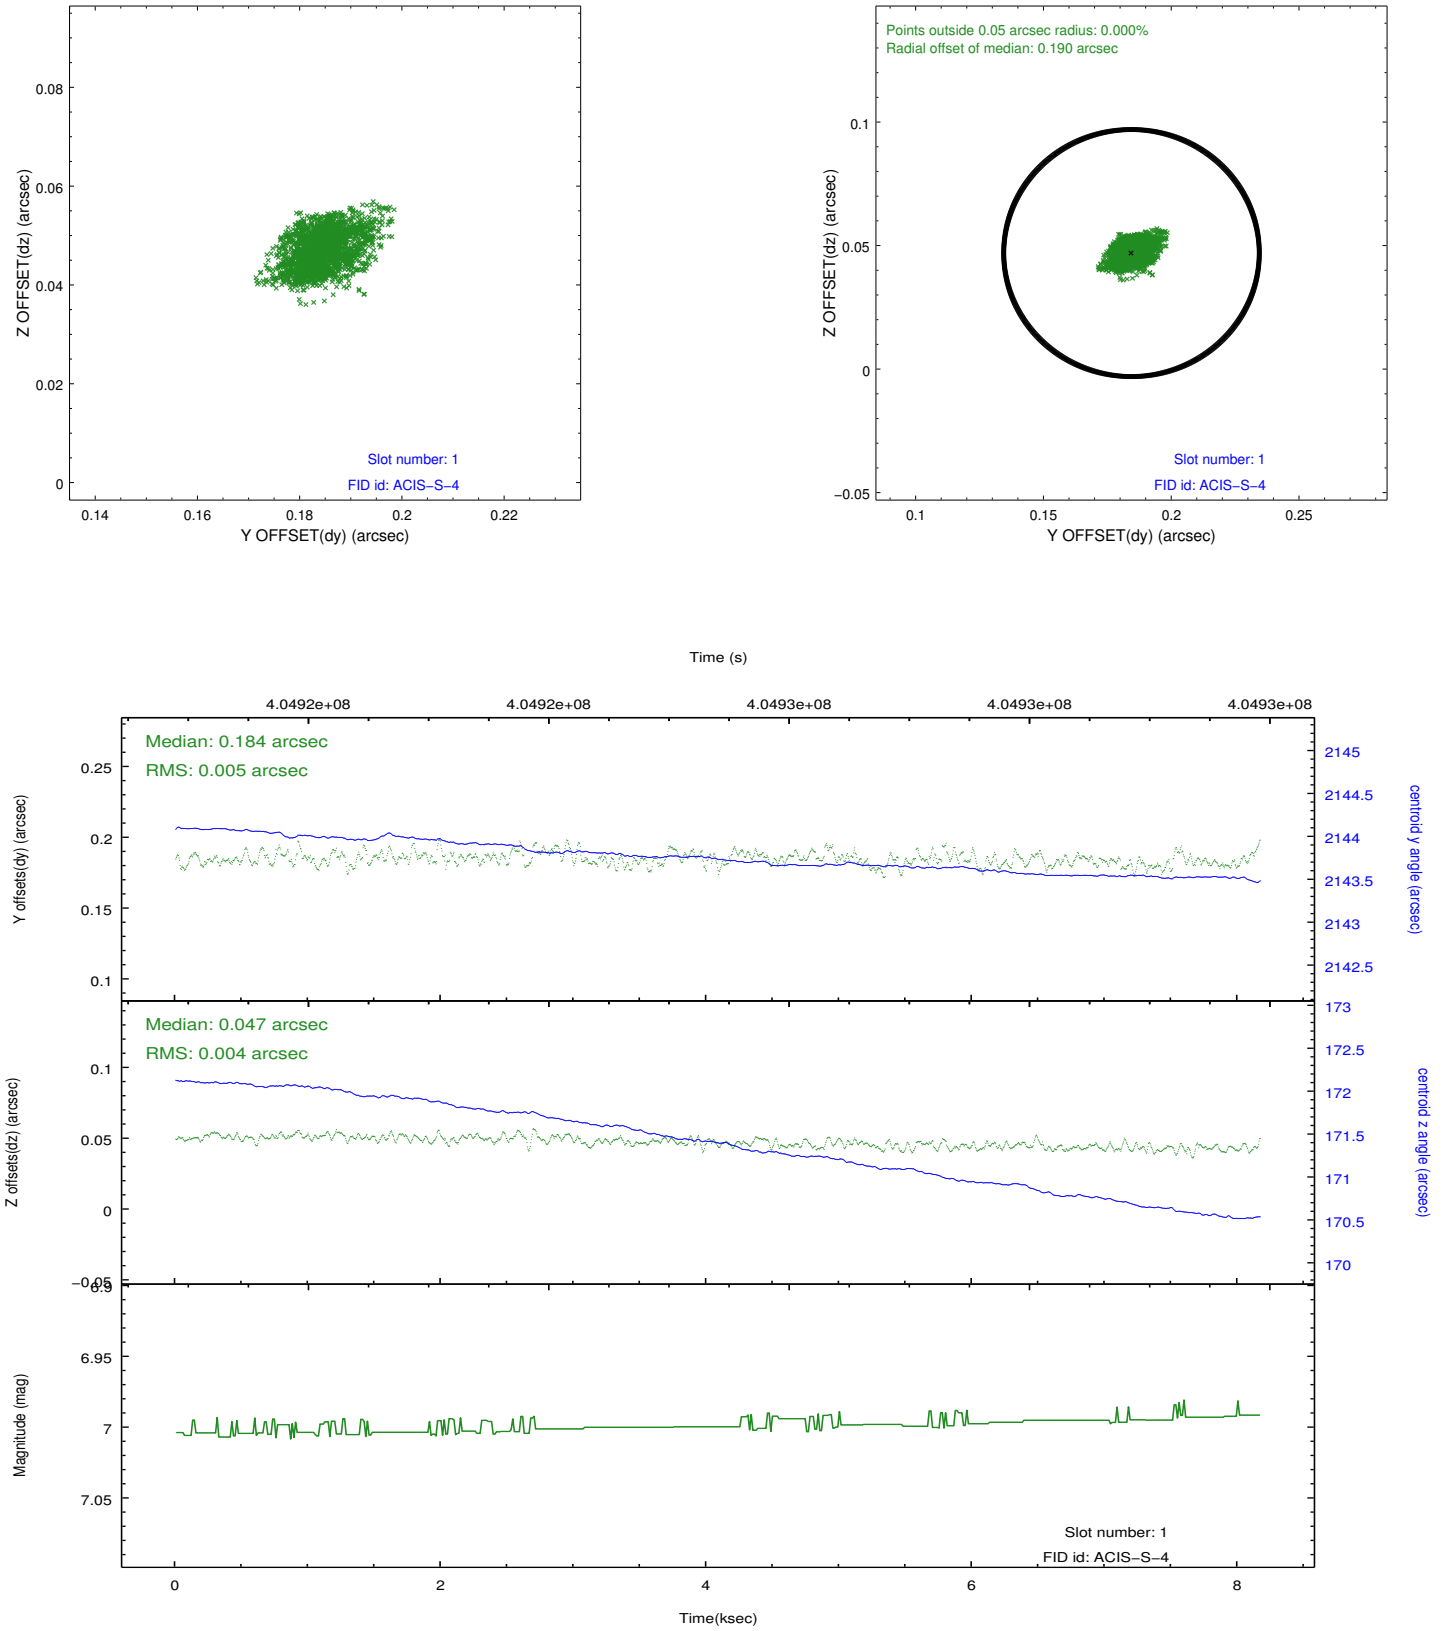 0.08
0.06
0.04
0.02
0
Z OFFSET(dz) (arcsec)
Slot number: 1
FID id: ACIS−S−4
0.14
0.16
0.18
0.2
0.22
Y OFFSET(dy) (arcsec)
Points outside 0.05 arcsec radius: 0.000%
Radial offset of median: 0.190 arcsec
0.1
0.05
0
−0.05
Z OFFSET(dz) (arcsec)
Slot number: 1
FID id: ACIS−S−4
0.1
0.15
0.2
0.25
Y OFFSET(dy) (arcsec)
Time (s)
4.0492e+08
4.0492e+08
4.0493e+08
4.0493e+08
4.0493e+08
Median: 0.184 arcsec
RMS: 0.005 arcsec
0.25
0.2
0.15
0.1
Y offsets(dy) (arcsec)
2145
2144.5
2144
2143.5
2143
2142.5
centroid y angle (arcsec)
Median: 0.047 arcsec
RMS: 0.004 arcsec
0.1
0.05
0
−0.05
Z offsets(dz) (arcsec)
173
172.5
172
171.5
171
170.5
170
centroid z angle (arcsec)
6.9
6.95
7
7.05
Magnitude (mag)
Slot number: 1
FID id: ACIS−S−4
0
2
4
6
8
Time(ksec)